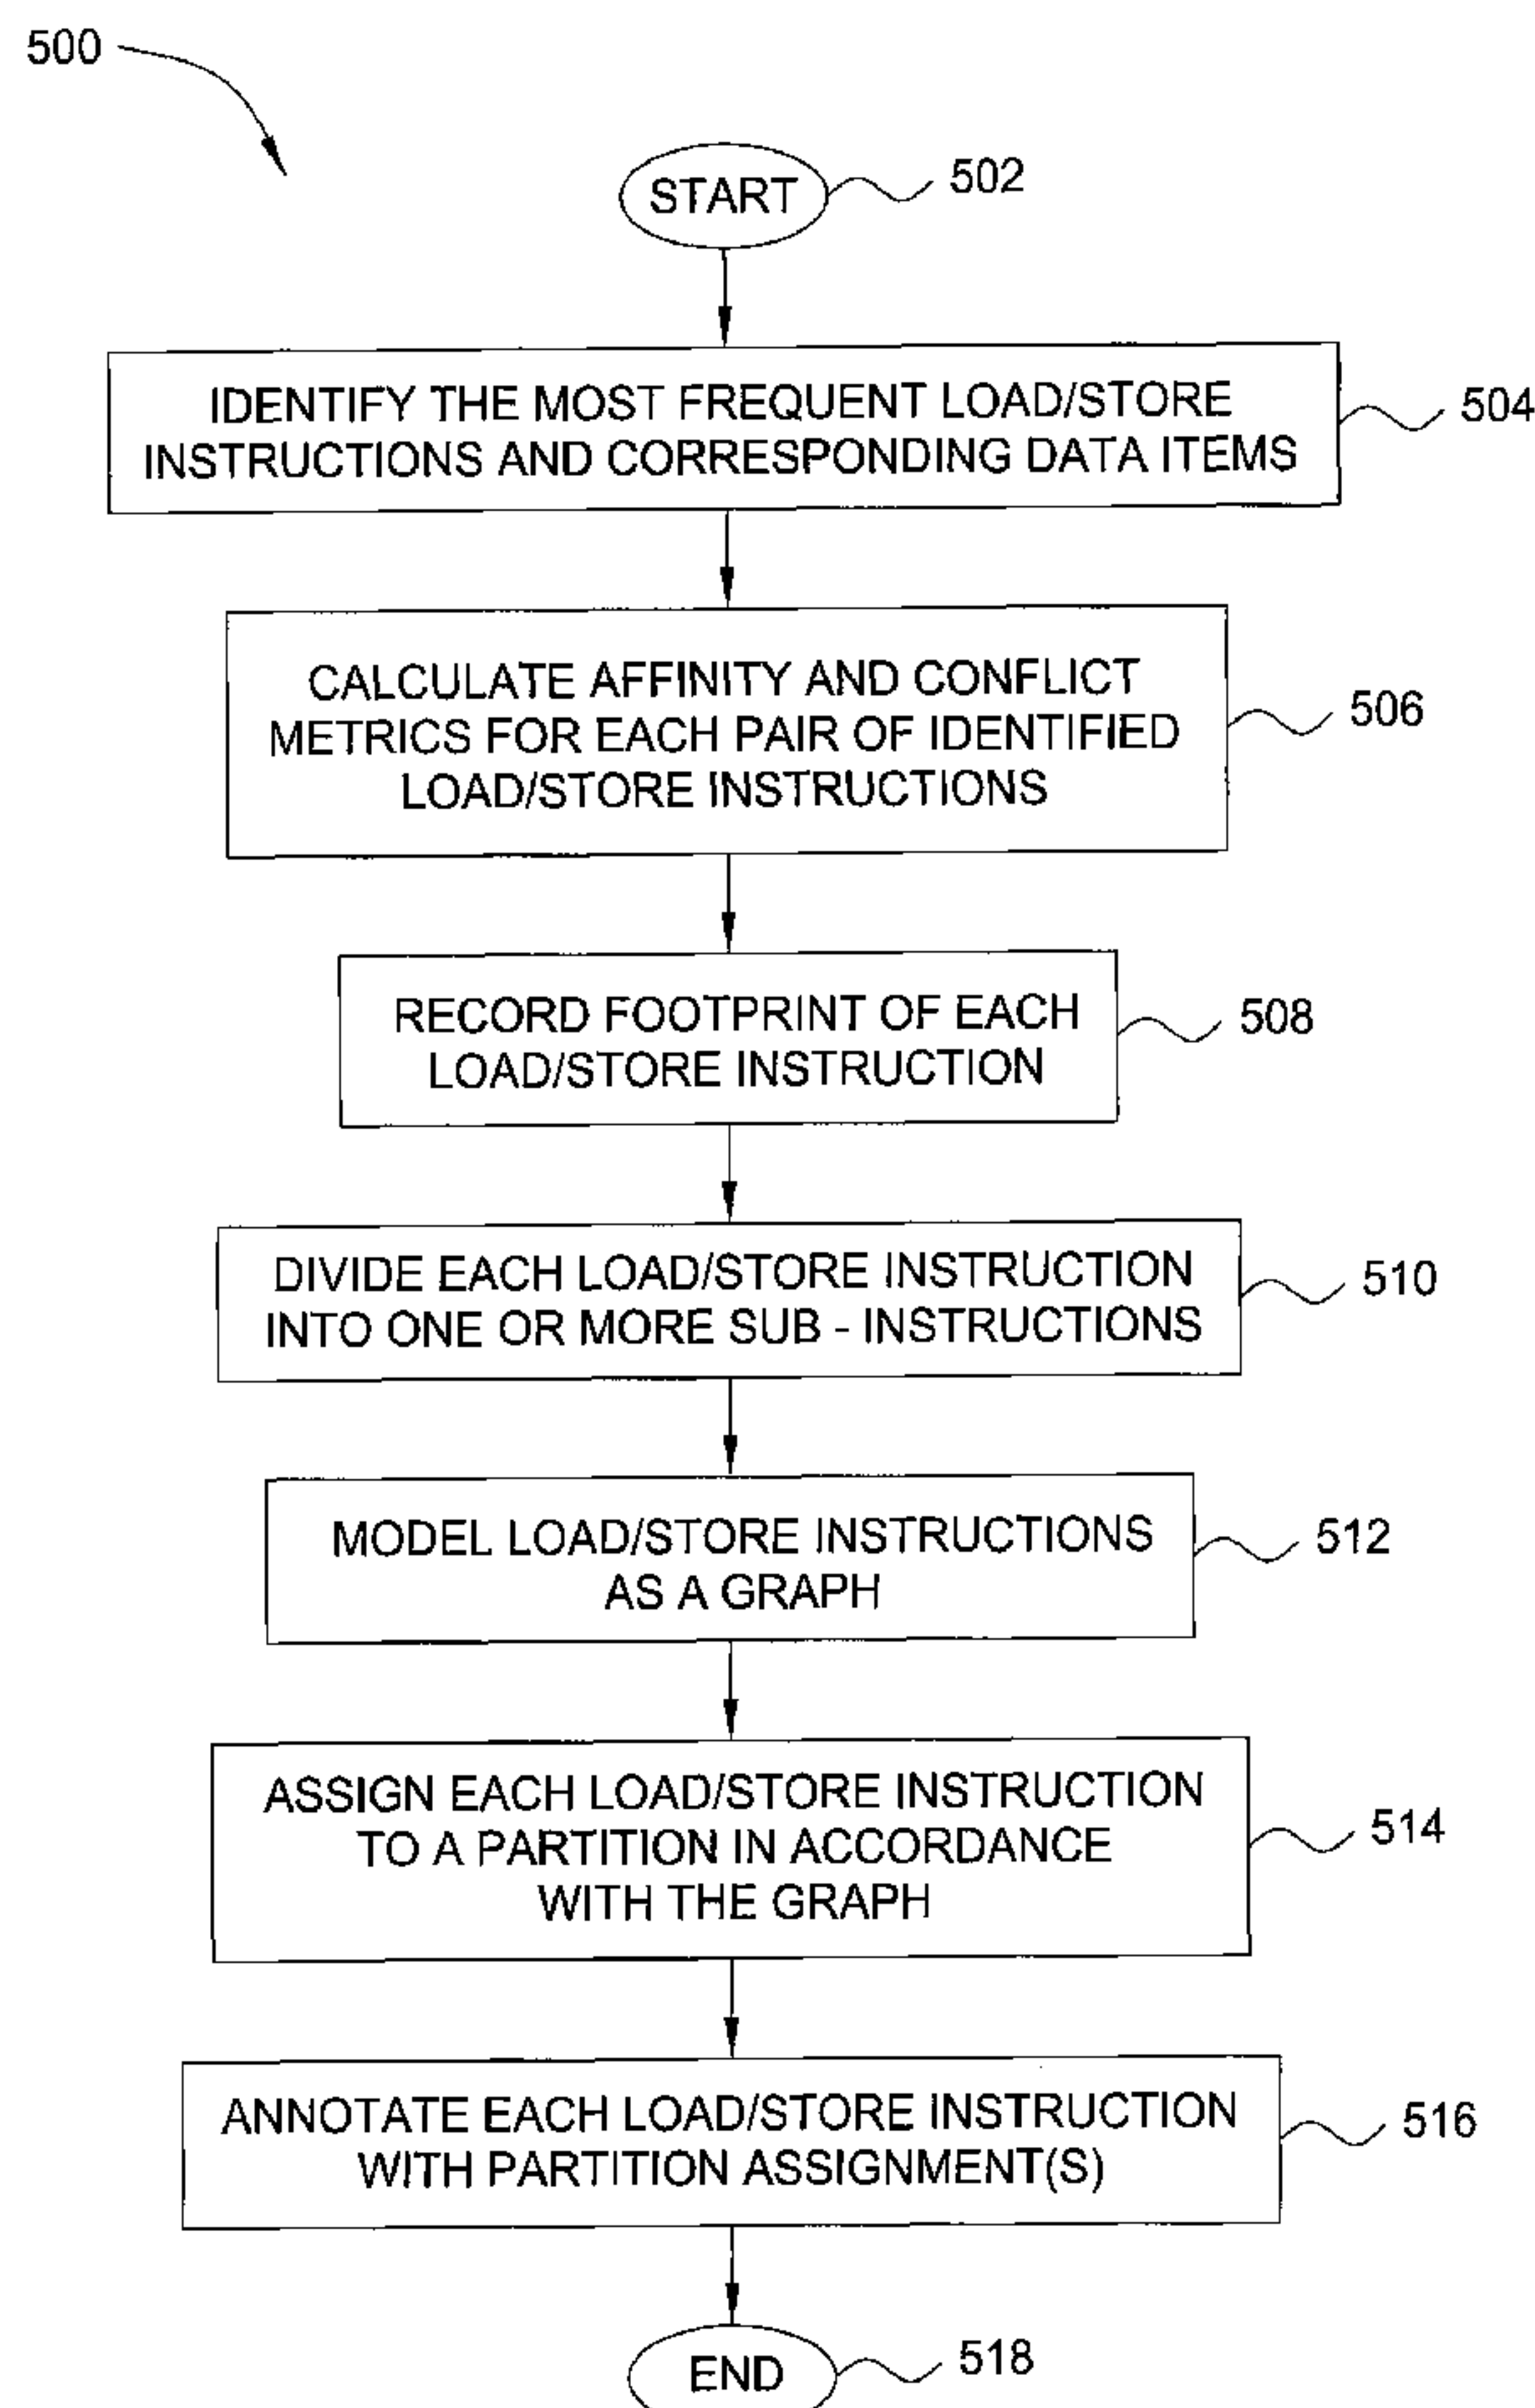 500
START
502
IDENTIFY THE MOST FREQUENT LOAD/STORE
INSTRUCTIONS AND CORRESPONDING DATA ITEMS
504
CALCULATE AFFINITY AND CONFLICT
METRICS FOR EACH PAIR OF IDENTIFIED
LOAD/STORE INSTRUCTIONS
506
RECORD FOOTPRINT OF EACH
LOAD/STORE INSTRUCTION
508
DIVIDE EACH LOAD/STORE INSTRUCTION
INTO ONE OR MORE SUB - INSTRUCTIONS
510
MODEL LOAD/STORE INSTRUCTIONS
AS A GRAPH
512
ASSIGN EACH LOAD/STORE INSTRUCTION
TO A PARTITION IN ACCORDANCE
WITH THE GRAPH
514
ANNOTATE EACH LOAD/STORE INSTRUCTION
WITH PARTITION ASSIGNMENT(S)
516
END
518